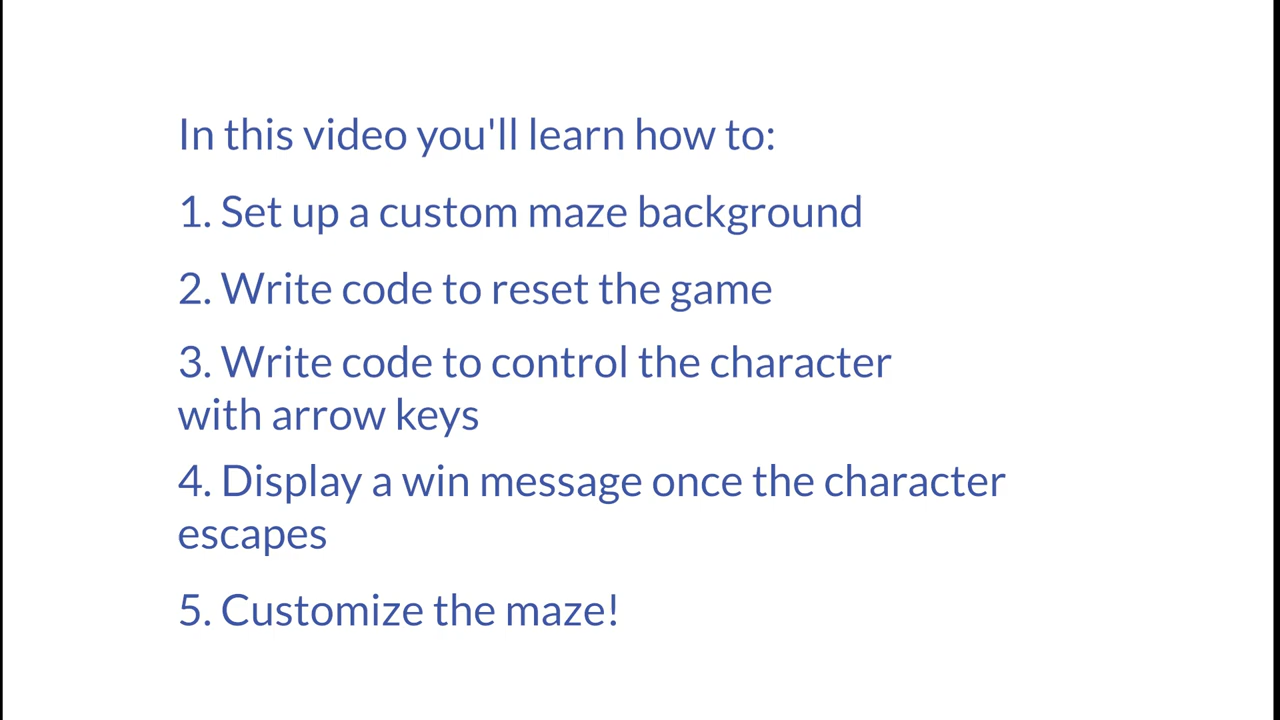 In this video you'll learn how to:
1. Set up a custom maze background
2. Write code to reset the game
3. Write code to control the character
with arrow keys
4. Display a win message once the character
escapes
5. Customize the maze!